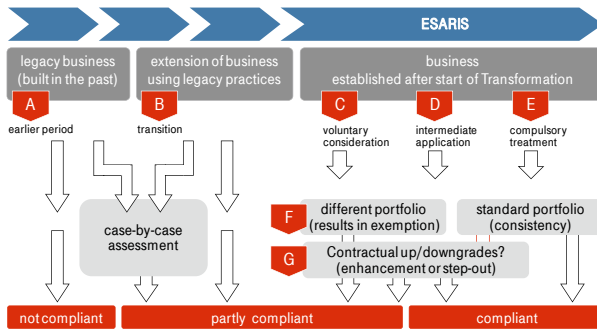 ESARIS
legacy business
(built in the past)
extension of business
using legacy practices
business
established after start of Transformation
A
B
C
D
E
earlier period
transition
voluntary
consideration
intermediate
application
compulsory
treatment
case-by-case
assessment
F
different portfolio
(results in exemption)
standard portfolio
(consistency)
G
Contractual up/downgrades?
(enhancement or step-out)
not compliant
partly compliant
compliant